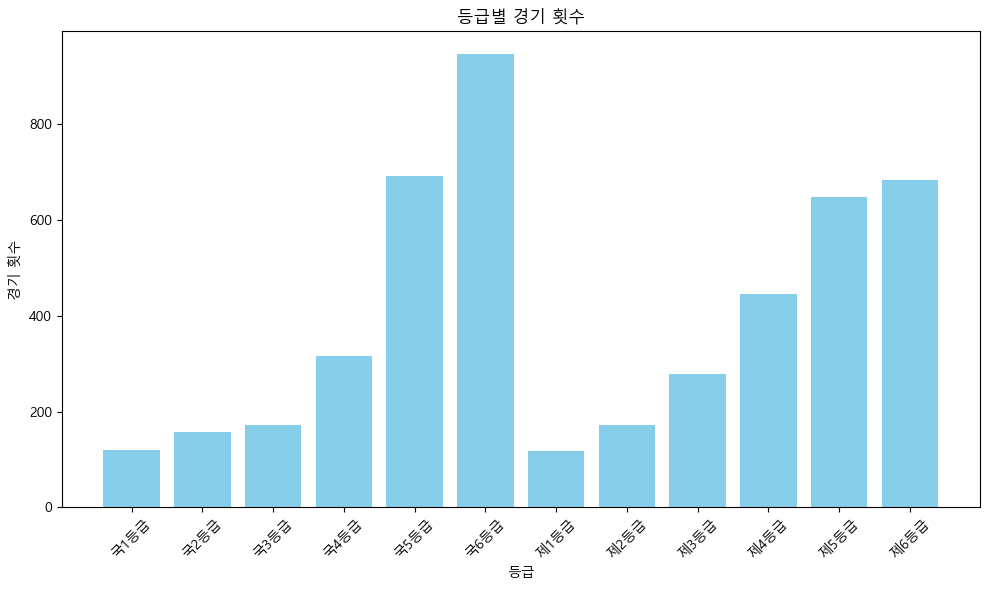 등급별 경기 횟수
경기 횟수
800
600
400
200
0
국1등급 국2등급 국3등급 국4등급 국5등급 국6등급 제1등급 제2등급 제3등급 제4등급 제5등급 제6등급
등급